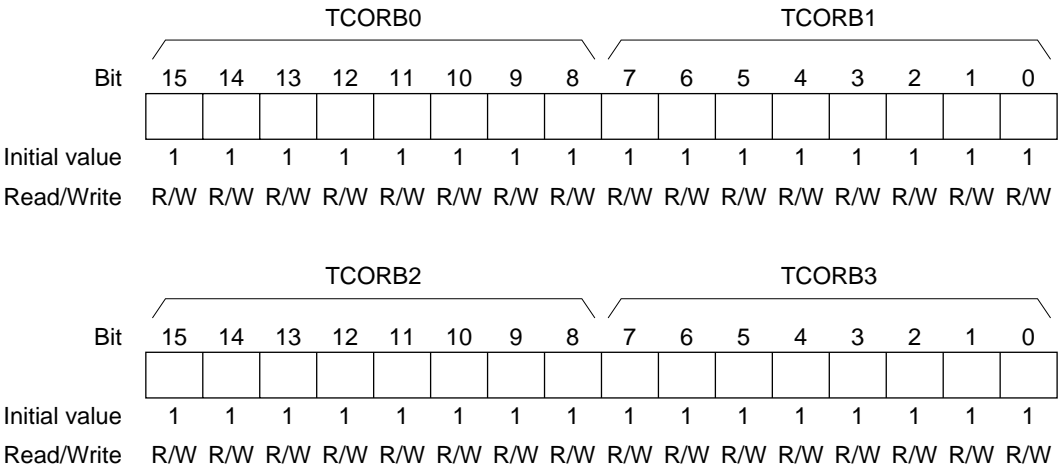 TCORB0 TCORB1
Bit 15 14 13 12 11 10 9 8 7 6 5 4 3 2 1 0
Initial value 1 1 1 1 1 1 1 1 1 1 1 1 1 1 1 1
Read/Write R/W R/W R/W R/W R/W R/W R/W R/W R/W R/W R/W R/W R/W R/W R/W R/W
TCORB2 TCORB3
Bit 15 14 13 12 11 10 9 8 7 6 5 4 3 2 1 0
Initial value 1 1 1 1 1 1 1 1 1 1 1 1 1 1 1 1
Read/Write R/W R/W R/W R/W R/W R/W R/W R/W R/W R/W R/W R/W R/W R/W R/W R/W